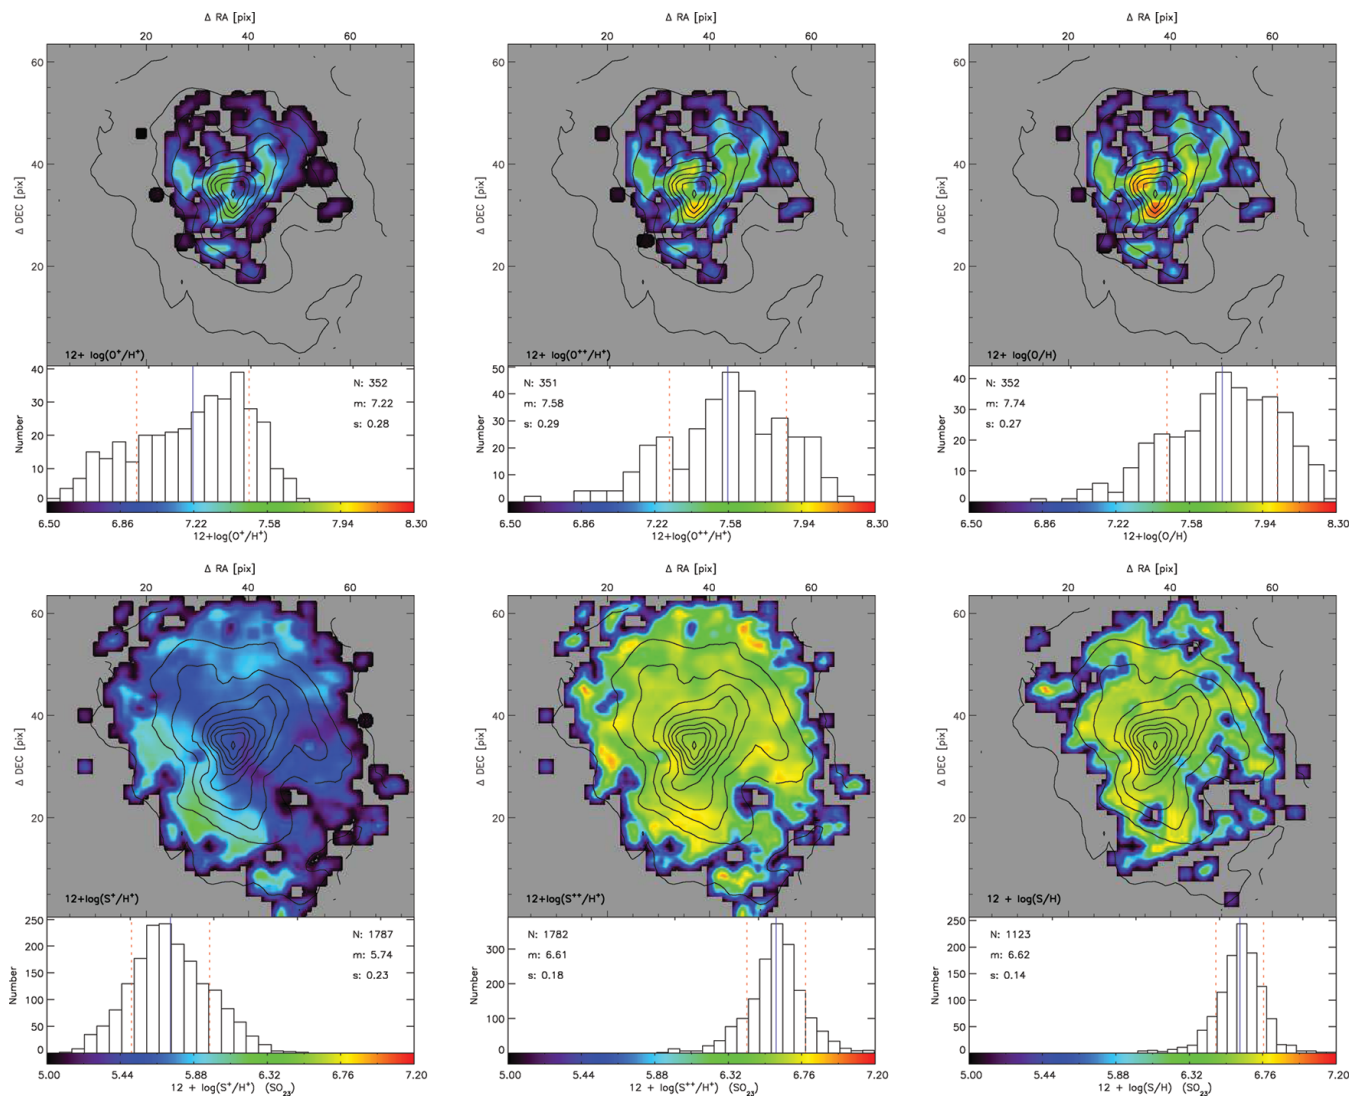 Δ RA [pix]
20 40 60
60
40
20
Δ DEC [pix]
12+ log(O⁺/H⁺)
40
30
20
10
0
Number
N: 352
m: 7.22
s: 0.28
6.50 6.86 7.22 7.58 7.94 8.30
12+log(O⁺/H⁺)
Δ RA [pix]
20 40 60
60
40
20
Δ DEC [pix]
12+ log(O⁺⁺/H⁺)
50
40
30
20
10
0
Number
N: 351
m: 7.58
s: 0.29
6.50 7.22 7.58 7.94 8.30
12+log(O⁺⁺/H⁺)
Δ RA [pix]
20 40 60
60
40
20
Δ DEC [pix]
12+ log(O/H)
40
30
20
10
0
Number
N: 352
m: 7.74
s: 0.27
6.50 6.86 7.22 7.58 7.94 8.30
12+log(O/H)
Δ RA [pix]
20 40 60
60
40
20
Δ DEC [pix]
12+log(S⁺/H⁺)
250
200
150
100
50
0
Number
N: 1787
m: 5.74
s: 0.23
5.00 5.44 5.88 6.32 6.76 7.20
12 + log(S⁺/H⁺) (SO₂₃)
Δ RA [pix]
20 40 60
60
40
20
Δ DEC [pix]
12+log(S⁺⁺/H⁺)
300
200
100
0
Number
N: 1782
m: 6.61
s: 0.18
5.00 5.44 5.88 6.32 6.76 7.20
12 + log(S⁺⁺/H⁺) (SO₂₃)
Δ RA [pix]
20 40 60
60
40
20
Δ DEC [pix]
12 + log(S/H)
250
200
150
100
50
0
Number
N: 1123
m: 6.62
s: 0.14
5.00 5.44 5.88 6.32 6.76 7.20
12 + log(S/H) (SO₂₃)